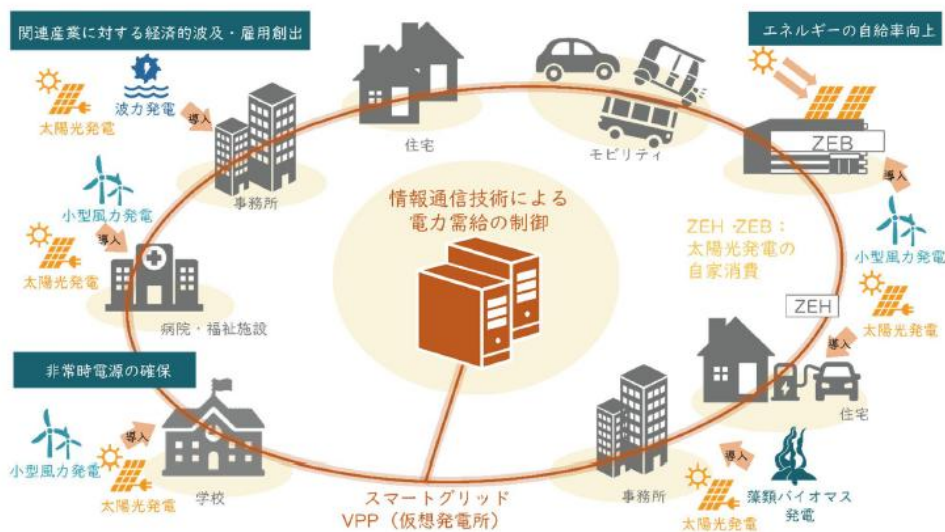 関連産業に対する経済的波及・雇用創出
エネルギーの自給率向上
波力発電
太陽光発電
導入
事務所
住宅
モビリティ
ZEB
導入
小型風力発電
小型風力発電
太陽光発電
導入
病院・福祉施設
情報通信技術による
電力需給の制御
ZEH・ZEB：
太陽光発電の
自家消費
ZEH
太陽光発電
導入
住宅
非常時電源の確保
小型風力発電
太陽光発電
導入
学校
スマートグリッド
VPP（仮想発電所）
事務所
導入
太陽光発電
藻類バイオマス
発電